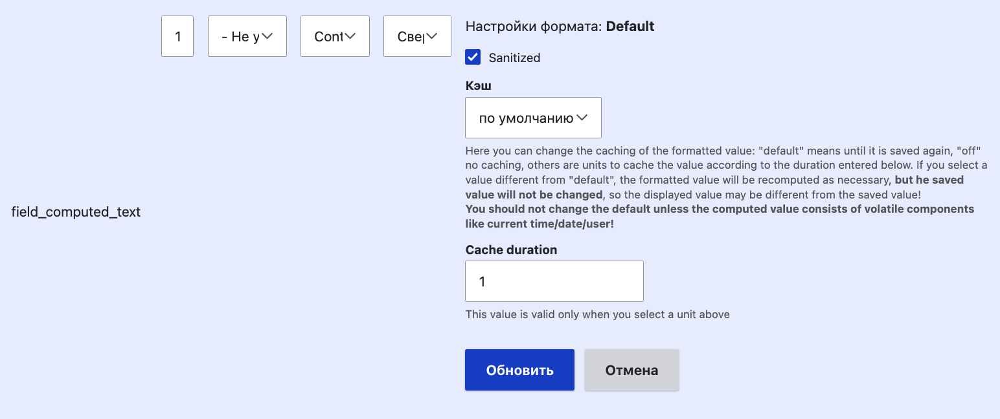 1
- Не у
Cont
Свер
Настройки формата: Default
Sanitized
Кэш
по умолчанию
Here you can change the caching of the formatted value: "default" means until it is saved again, "off"
no caching, others are units to cache the value according to the duration entered below. If you select a
value different from "default", the formatted value will be recomputed as necessary, but he saved
value will not be changed, so the displayed value may be different from the saved value!
You should not change the default unless the computed value consists of volatile components
like current time/date/user!
field_computed_text
Cache duration
1
This value is valid only when you select a unit above
Обновить
Отмена